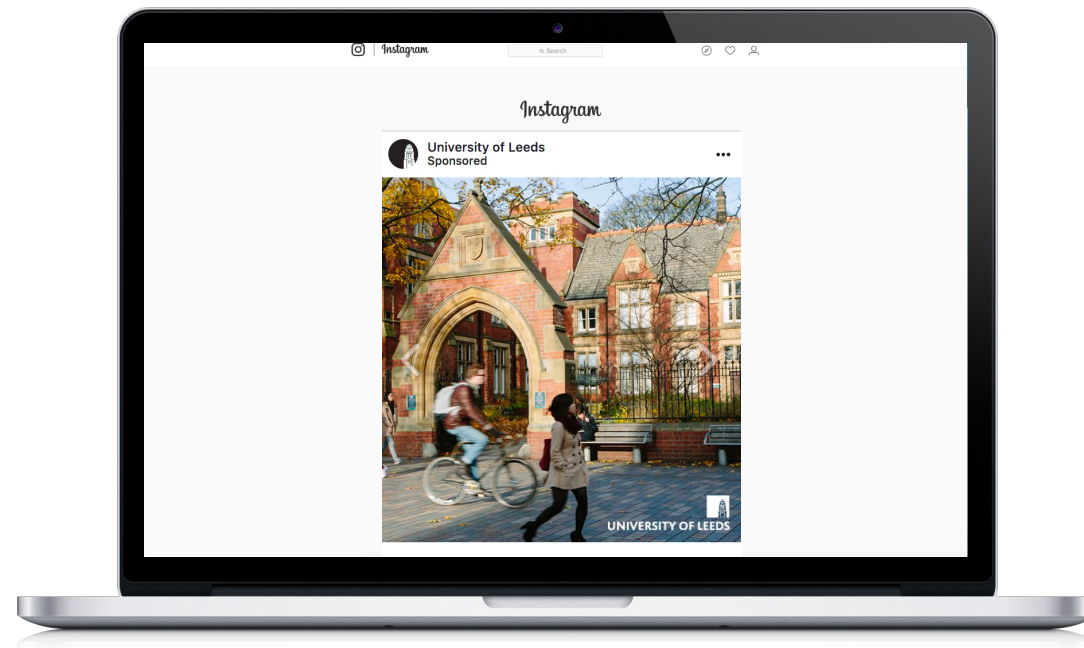 Instagram
Search
Instagram
University of Leeds
Sponsored
UNIVERSITY OF LEEDS